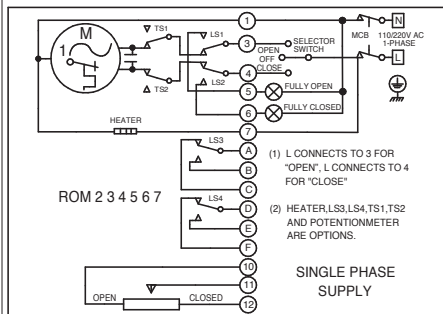 M
1
TS1
TS2
LS1
LS2
1
3
4
5
6
7
SELECTOR
SWITCH
OPEN
OFF
CLOSE
FULLY OPEN
FULLY CLOSED
MCB
110/220V AC
1-PHASE
N
L
HEATER
LS3
A
B
C
LS4
D
E
F
ROM 2 3 4 5 6 7
(1) L CONNECTS TO 3 FOR
"OPEN", L CONNECTS TO 4
FOR "CLOSE"
(2) HEATER,LS3,LS4,TS1,TS2
AND POTENTIONMETER
ARE OPTIONS.
10
11
12
OPEN
CLOSED
SINGLE PHASE
SUPPLY